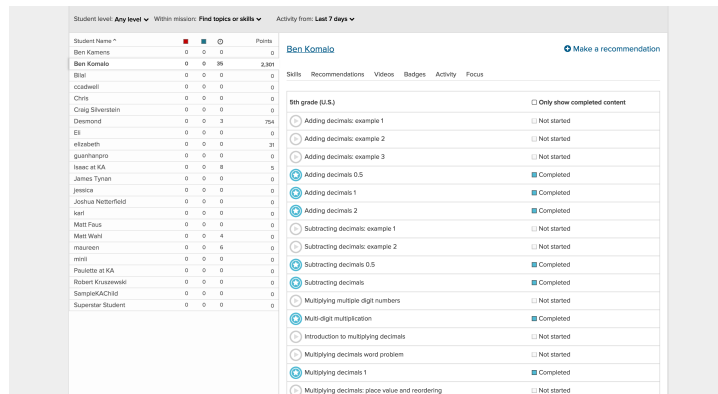 Student level: Any level Within mission: Find topics or skills Activity from: Last 7 days
Student Name ^ Points
Ben Kamens 0 0 0 0
Ben Komalo 0 0 35 2,301
Bilal 0 0 0 0
ccadwell 0 0 0 0
Chris 0 0 0 0
Craig Silverstein 0 0 0 0
Desmond 0 0 3 754
Eli 0 0 0 0
elizabeth 0 0 0 31
guanhanpro 0 0 0 0
Isaac at KA 0 0 8 5
James Tynan 0 0 0 0
jessica 0 0 0 0
Joshua Netterfield 0 0 0 0
karl 0 0 0 0
Matt Faus 0 0 0 0
Matt Wahl 0 0 4 0
maureen 0 0 6 0
minli 0 0 0 0
Paulette at KA 0 0 0 0
Robert Kruszewski 0 0 0 0
SampleKAChild 0 0 0 0
Superstar Student 0 0 0 0
Ben Komalo Make a recommendation
Skills Recommendations Videos Badges Activity Focus
5th grade (U.S.) Only show completed content
Adding decimals: example 1 Not started
Adding decimals: example 2 Not started
Adding decimals: example 3 Not started
Adding decimals 0.5 Completed
Adding decimals 1 Completed
Adding decimals 2 Completed
Subtracting decimals: example 1 Not started
Subtracting decimals: example 2 Not started
Subtracting decimals 0.5 Completed
Subtracting decimals Completed
Multiplying multiple digit numbers Not started
Multi-digit multiplication Completed
Introduction to multiplying decimals Not started
Multiplying decimals word problem Not started
Multiplying decimals 1 Completed
Multiplying decimals: place value and reordering Not started